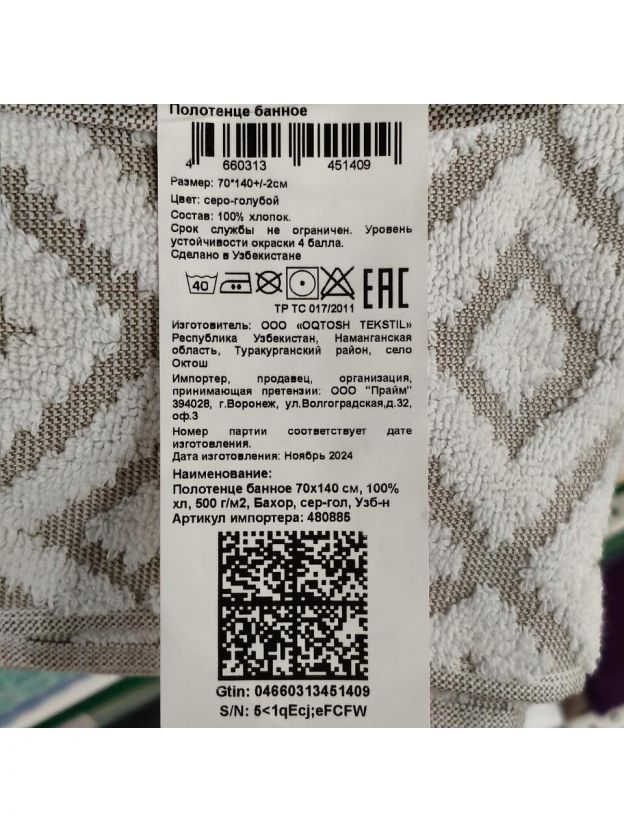 Полотенце банное
4 660313 451409
Размер: 70*140+/-2см
Цвет: серо-голубой
Состав: 100% хлопок.
Срок службы не ограничен. Уровень
устойчивости окраски 4 балла.
Сделано в Узбекистане
40
EAC
ТР ТС 017/2011
Изготовитель: ООО «OQTOSH TEKSTIL»
Республика Узбекистан, Наманганская
область, Туракурганский район, село
Октош
Импортер, продавец, организация,
принимающая претензии: ООО "Прайм"
394028, г.Воронеж, ул.Волгоградская,д.32,
оф.3
Номер партии соответствует дате
изготовления.
Дата изготовления: Ноябрь 2024
Наименование:
Полотенце банное 70х140 см, 100%
хл, 500 г/м2, Бахор, сер-гол, Узб-н
Артикул импортера: 480885
Gtin: 04660313451409
S/N: 5<1qEcj;eFCFW